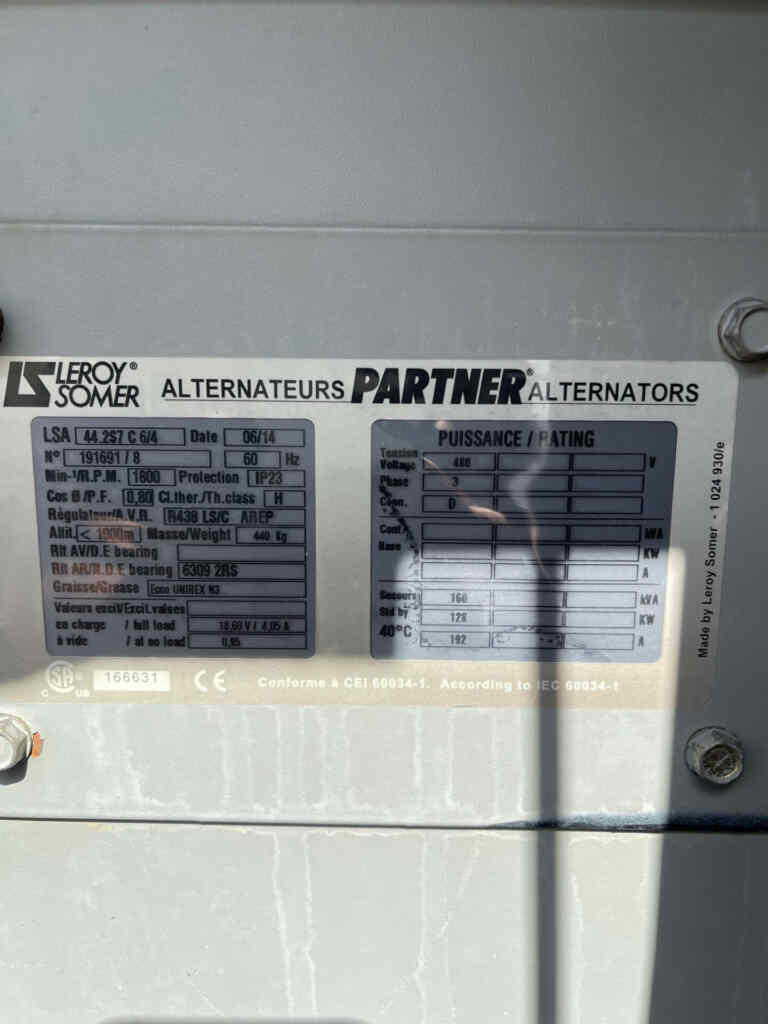 LS LEROY® SOMER ALTERNATEURS PARTNER® ALTERNATORS
LSA 44.2S7 C 6/4 Date 06/14
N° 191691 / 8 60 Hz
Min-¹/R.P.M. 1800 Protection IP23
Cos Ø /P.F. 0,80 Cl.ther./Th.class H
Régulateur/A.V.R. R438 LS/C AREP
Altit. < 1000m Masse/Weight 440 Kg
Rlt AV/D.E bearing
Rlt AR/N.D.E bearing 6309 2RS
Graisse/Grease Esso UNIREX N3
Valeurs excit/Excit.values
en charge / full load 18,60 V / 4,05 A
à vide / at no load 0,95
PUISSANCE / RATING
Tension
Voltage 480 V
Phase 3
Conn. D
Cont. kVA
Base KW
A
Secours 160 kVA
Std by 128 KW
40°C 192 A
Made by Leroy Somer - 1 024 930/e
C SA US 166631 CE Conforme à CEI 60034-1. According to IEC 60034-1